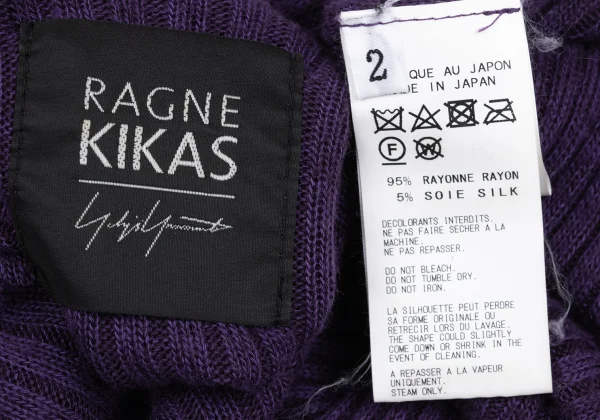 RAGNE
KIKAS
Yohji Yamamoto
2
QUE AU JAPON
DE IN JAPAN
F
W
95% RAYONNE RAYON
5% SOIE SILK
DECOLORANTS INTERDITS.
NE PAS FAIRE SECHER A LA
MACHINE.
NE PAS REPASSER.
DO NOT BLEACH.
DO NOT TUMBLE DRY.
DO NOT IRON.
LA SILHOUETTE PEUT PERDRE
SA FORME ORIGINALE OU
RETRECIR LORS DU LAVAGE.
THE SHAPE COULD SLIGHTLY
COME DOWN OR SHRINK IN THE
EVENT OF CLEANING.
A REPASSER A LA VAPEUR
UNIQUEMENT.
STEAM ONLY.